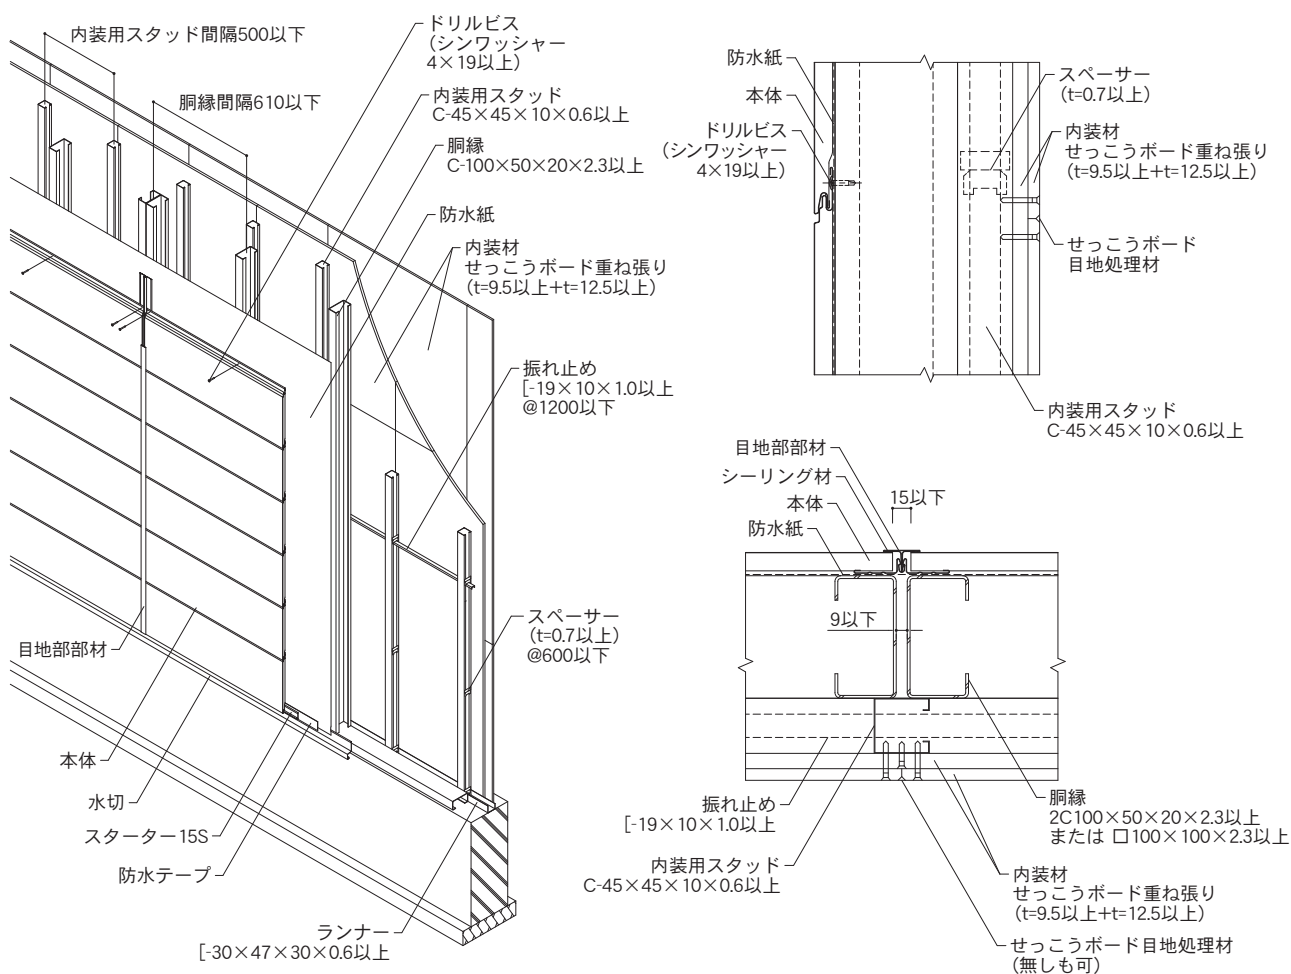 内装用スタッド間隔500以下
胴縁間隔610以下
ドリルビス
(シンワッシャー
4×19以上)
内装用スタッド
C-45×45×10×0.6以上
胴縁
C-100×50×20×2.3以上
防水紙
内装材
せっこうボード重ね張り
(t=9.5以上+t=12.5以上)
振れ止め
[-19×10×1.0以上
@1200以下
スペーサー
(t=0.7以上)
@600以下
目地部部材
本体
水切
スターター15S
防水テープ
ランナー
[-30×47×30×0.6以上
防水紙
本体
ドリルビス
(シンワッシャー
4×19以上)
スペーサー
(t=0.7以上)
内装材
せっこうボード重ね張り
(t=9.5以上+t=12.5以上)
せっこうボード
目地処理材
内装用スタッド
C-45×45×10×0.6以上
目地部部材
シーリング材
本体
防水紙
15以下
9以下
振れ止め
[-19×10×1.0以上
内装用スタッド
C-45×45×10×0.6以上
胴縁
2C100×50×20×2.3以上
または 口100×100×2.3以上
内装材
せっこうボード重ね張り
(t=9.5以上+t=12.5以上)
せっこうボード目地処理材
(無しも可)